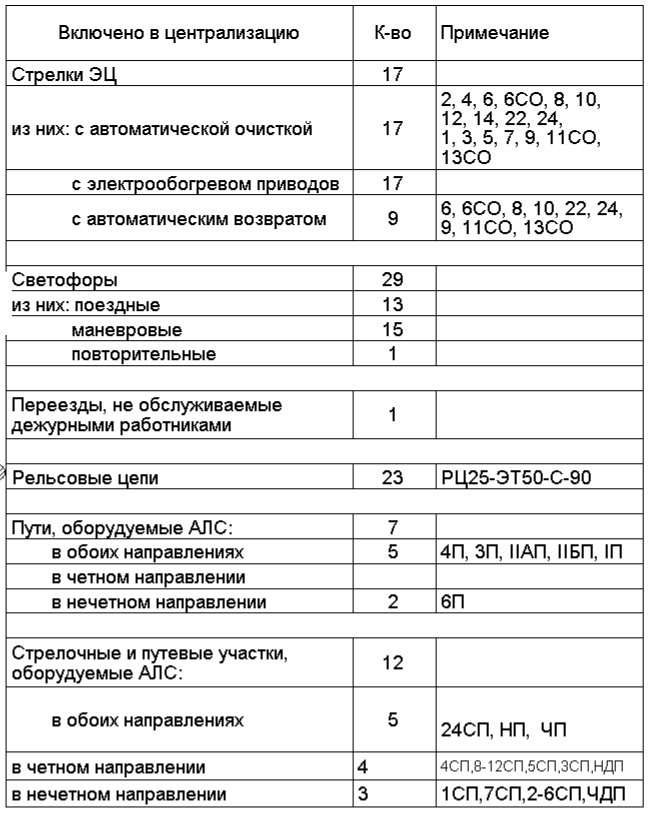 Включено в централизацию К-во Примечание
Стрелки ЭЦ 17
из них: с автоматической очисткой 17 2, 4, 6, 6СО, 8, 10,
12, 14, 22, 24,
1, 3, 5, 7, 9, 11СО,
13СО
с электрообогревом приводов 17
с автоматическим возвратом 9 6, 6СО, 8, 10, 22, 24,
9, 11СО, 13СО
Светофоры 29
из них: поездные 13
маневровые 15
повторительные 1
Переезды, не обслуживаемые
дежурными работниками 1
Рельсовые цепи 23 РЦ25-ЭТ50-С-90
Пути, оборудуемые АЛС: 7
в обоих направлениях 5 4П, 3П, IIАП, IIБП, IП
в четном направлении
в нечетном направлении 2 6П
Стрелочные и путевые участки,
оборудуемые АЛС: 12
в обоих направлениях 5 24СП, НП, ЧП
в четном направлении 4 4СП,8-12СП,5СП,3СП,НДП
в нечетном направлении 3 1СП,7СП,2-6СП,ЧДП